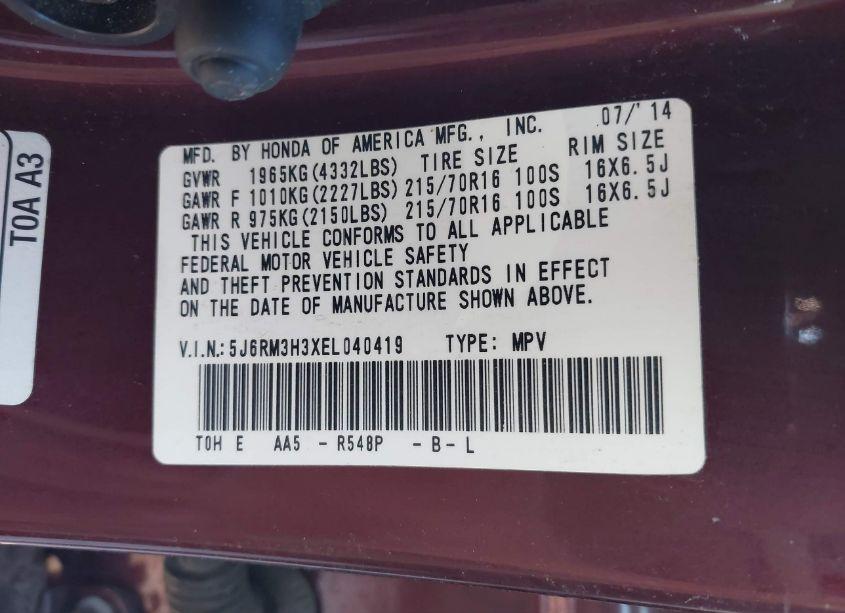 TOA A3
MFD. BY HONDA OF AMERICA MFG., INC. 07/'14
GVWR 1965KG(4332LBS) TIRE SIZE RIM SIZE
GAWR F 1010KG(2227LBS) 215/70R16 100S 16X6.5J
GAWR R 975KG(2150LBS) 215/70R16 100S 16X6.5J
THIS VEHICLE CONFORMS TO ALL APPLICABLE
FEDERAL MOTOR VEHICLE SAFETY
AND THEFT PREVENTION STANDARDS IN EFFECT
ON THE DATE OF MANUFACTURE SHOWN ABOVE.
V.I.N.: 5J6RM3H3XEL040419 TYPE: MPV
T0H E AA5 - R548P - B - L